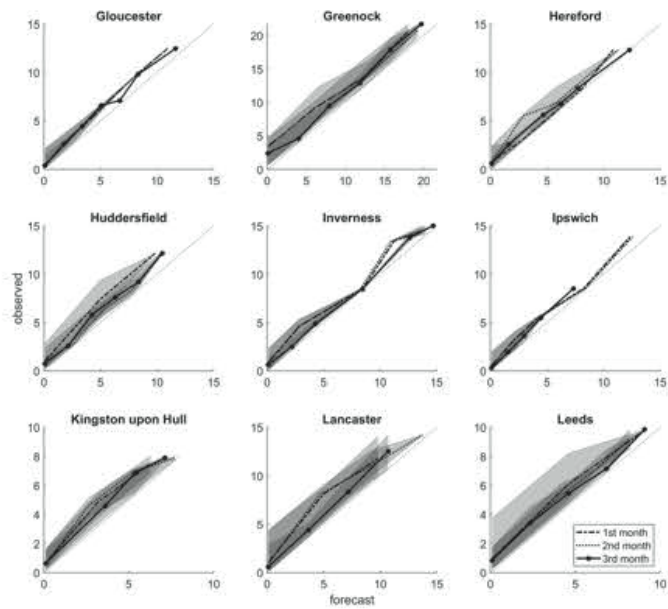 Gloucester Greenock Hereford
15 20 15
10 15 10
5 10 5
0 5 0
0
0 5 10 15 0 5 10 15 20 0 5 10 15
Huddersfield Inverness Ipswich
15 15 15
10 10 10
5 5 5
0 0 0
0 5 10 15 0 5 10 15 0 5 10 15
observed
Kingston upon Hull Lancaster Leeds
10 15 10
8 10 8
6 5 6
4 0 4
2 2
0 0
0 5 10 0 5 10 15 0 5 10
1st month
2nd month
3rd month
forecast